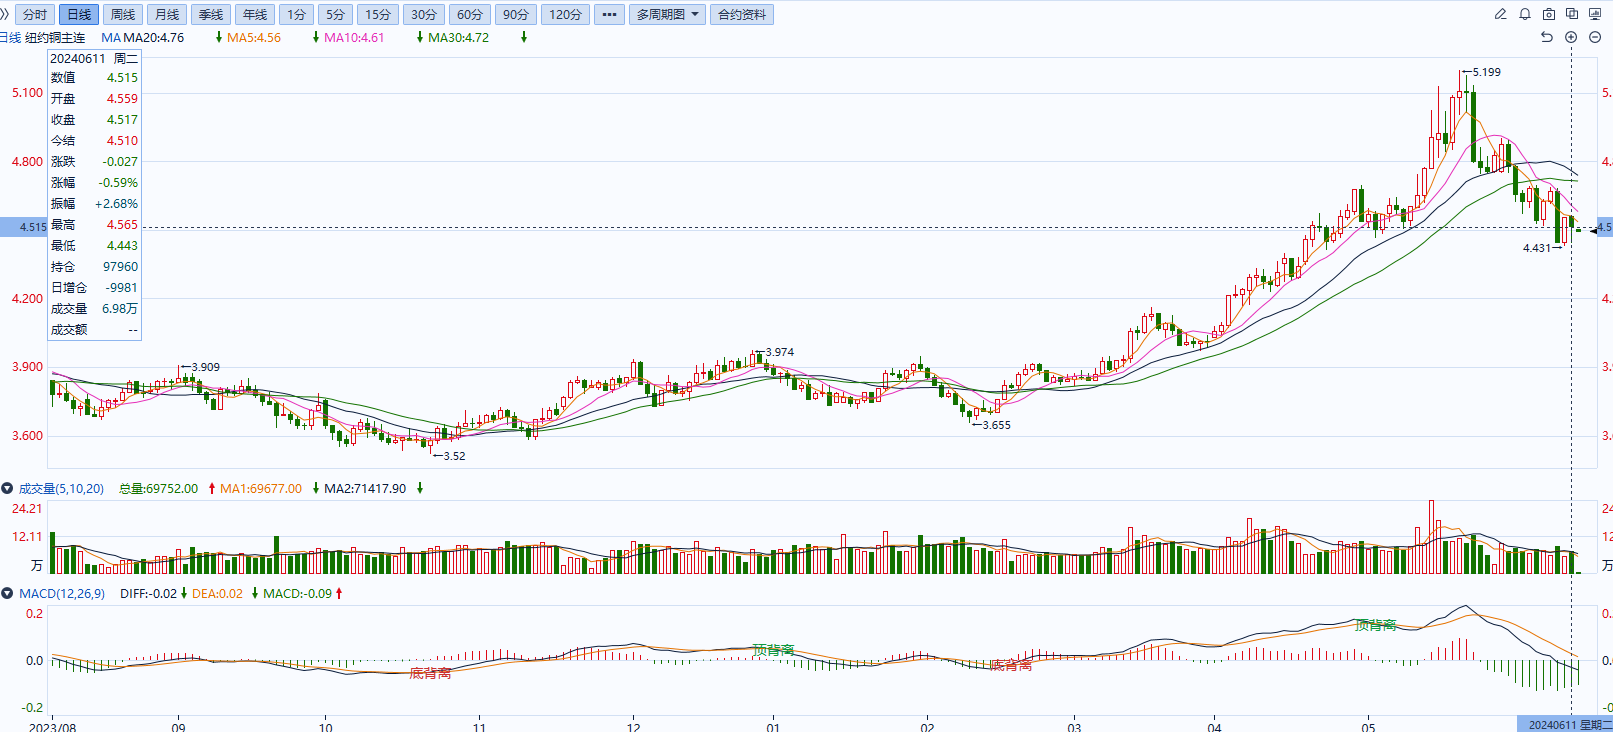 分时 日线 周线 月线 季线 年线 1分 5分 15分 30分 60分 90分 120分 ••• 多周期图 合约资料
日线 纽约铜主连 MA MA20:4.76 MA5:4.56 MA10:4.61 MA30:4.72
20240611 周二
数值 4.515
开盘 4.559
收盘 4.517
今结 4.510
涨跌 -0.027
涨幅 -0.59%
振幅 +2.68%
最高 4.565
最低 4.443
持仓 97960
日增仓 -9981
成交量 6.98万
成交额 --
5.100
4.800
4.515
4.200
3.900
3.600
5.199
4.431
3.974
3.909
3.655
3.52
成交量(5,10,20) 总量:69752.00 MA1:69677.00 MA2:71417.90
24.21
12.11
万
MACD(12,26,9) DIFF:-0.02 DEA:0.02 MACD:-0.09
0.2
0.0
-0.2
底背离
顶背离
底背离
顶背离
2023/08 09 10 11 12 01 02 03 04 05 20240611 星期二